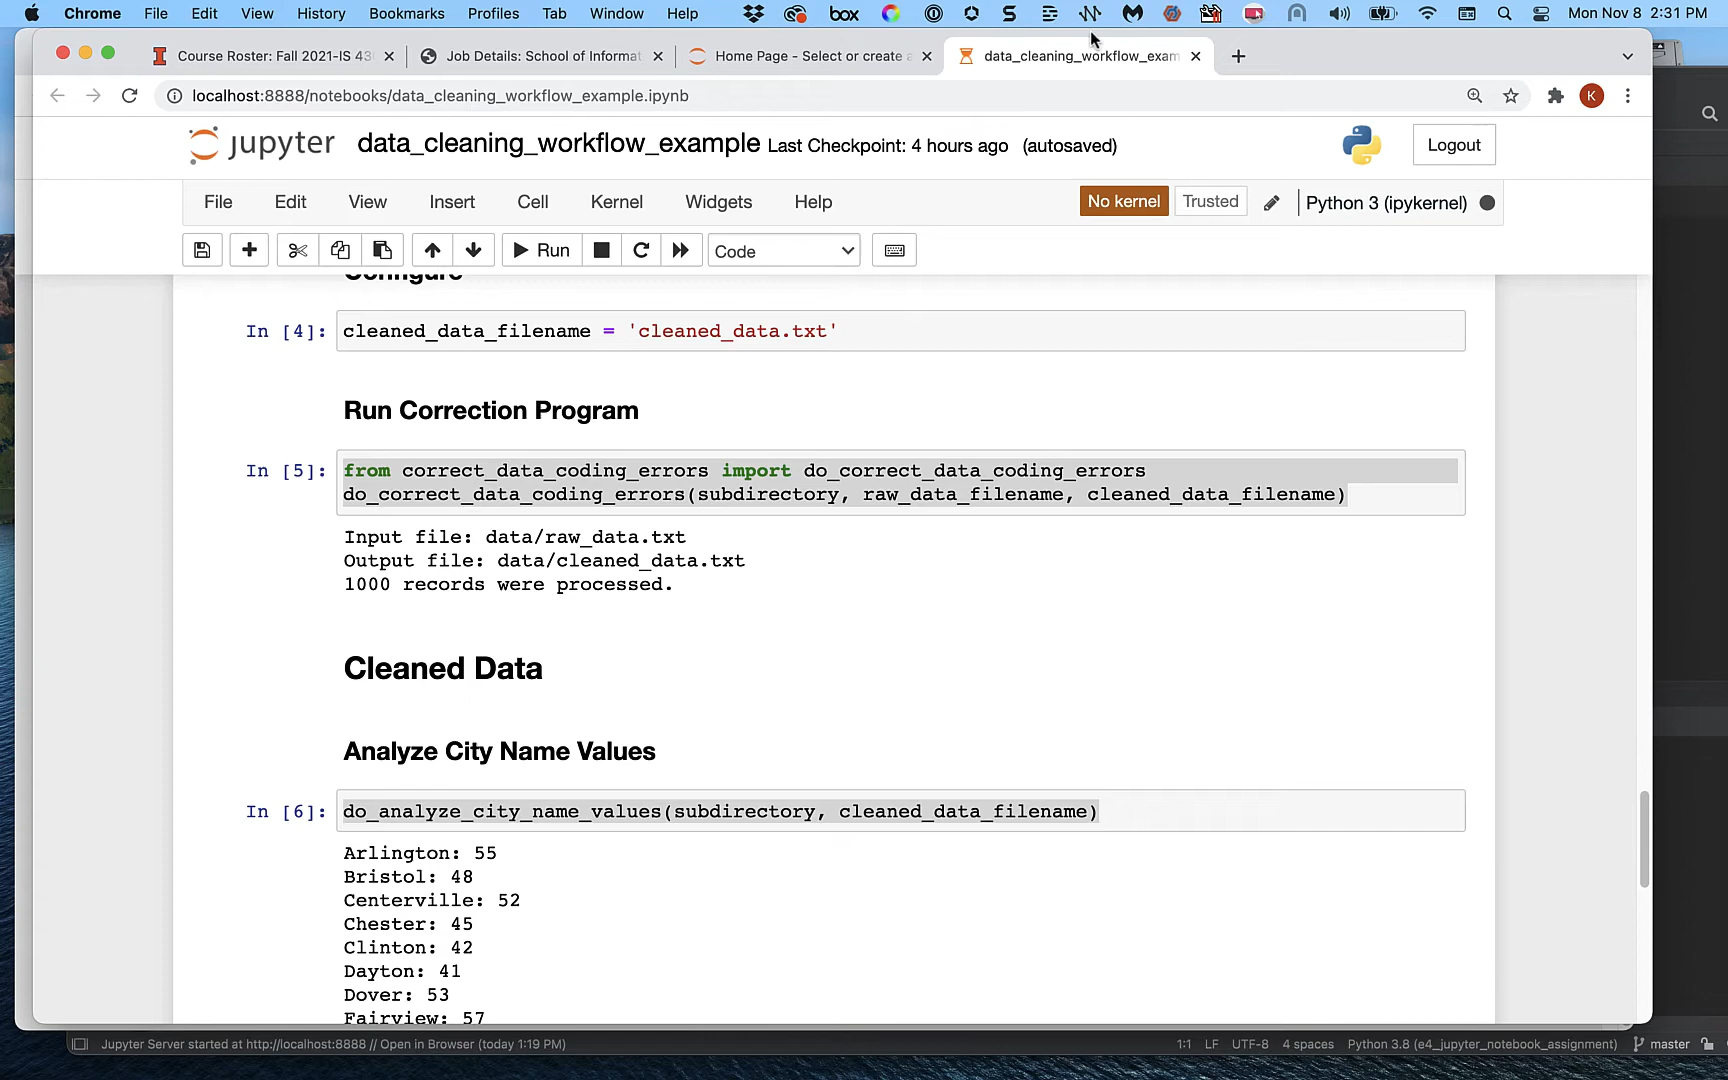 Chrome File Edit View History Bookmarks Profiles Tab Window Help box Mon Nov 8 2:31 PM
Course Roster: Fall 2021-IS 430 Job Details: School of Informat Home Page - Select or create a data_cleaning_workflow_exam
localhost:8888/notebooks/data_cleaning_workflow_example.ipynb K
jupyter data_cleaning_workflow_example Last Checkpoint: 4 hours ago (autosaved) Logout
File Edit View Insert Cell Kernel Widgets Help No kernel Trusted Python 3 (ipykernel)
Run Code
Configure
In [4]: cleaned_data_filename = 'cleaned_data.txt'
Run Correction Program
In [5]: from correct_data_coding_errors import do_correct_data_coding_errors
do_correct_data_coding_errors(subdirectory, raw_data_filename, cleaned_data_filename)
Input file: data/raw_data.txt
Output file: data/cleaned_data.txt
1000 records were processed.
Cleaned Data
Analyze City Name Values
In [6]: do_analyze_city_name_values(subdirectory, cleaned_data_filename)
Arlington: 55
Bristol: 48
Centerville: 52
Chester: 45
Clinton: 42
Dayton: 41
Dover: 53
Fairview: 57
Jupyter Server started at http://localhost:8888 // Open in Browser (today 1:19 PM) 1:1 LF UTF-8 4 spaces Python 3.8 (e4_jupyter_notebook_assignment) master